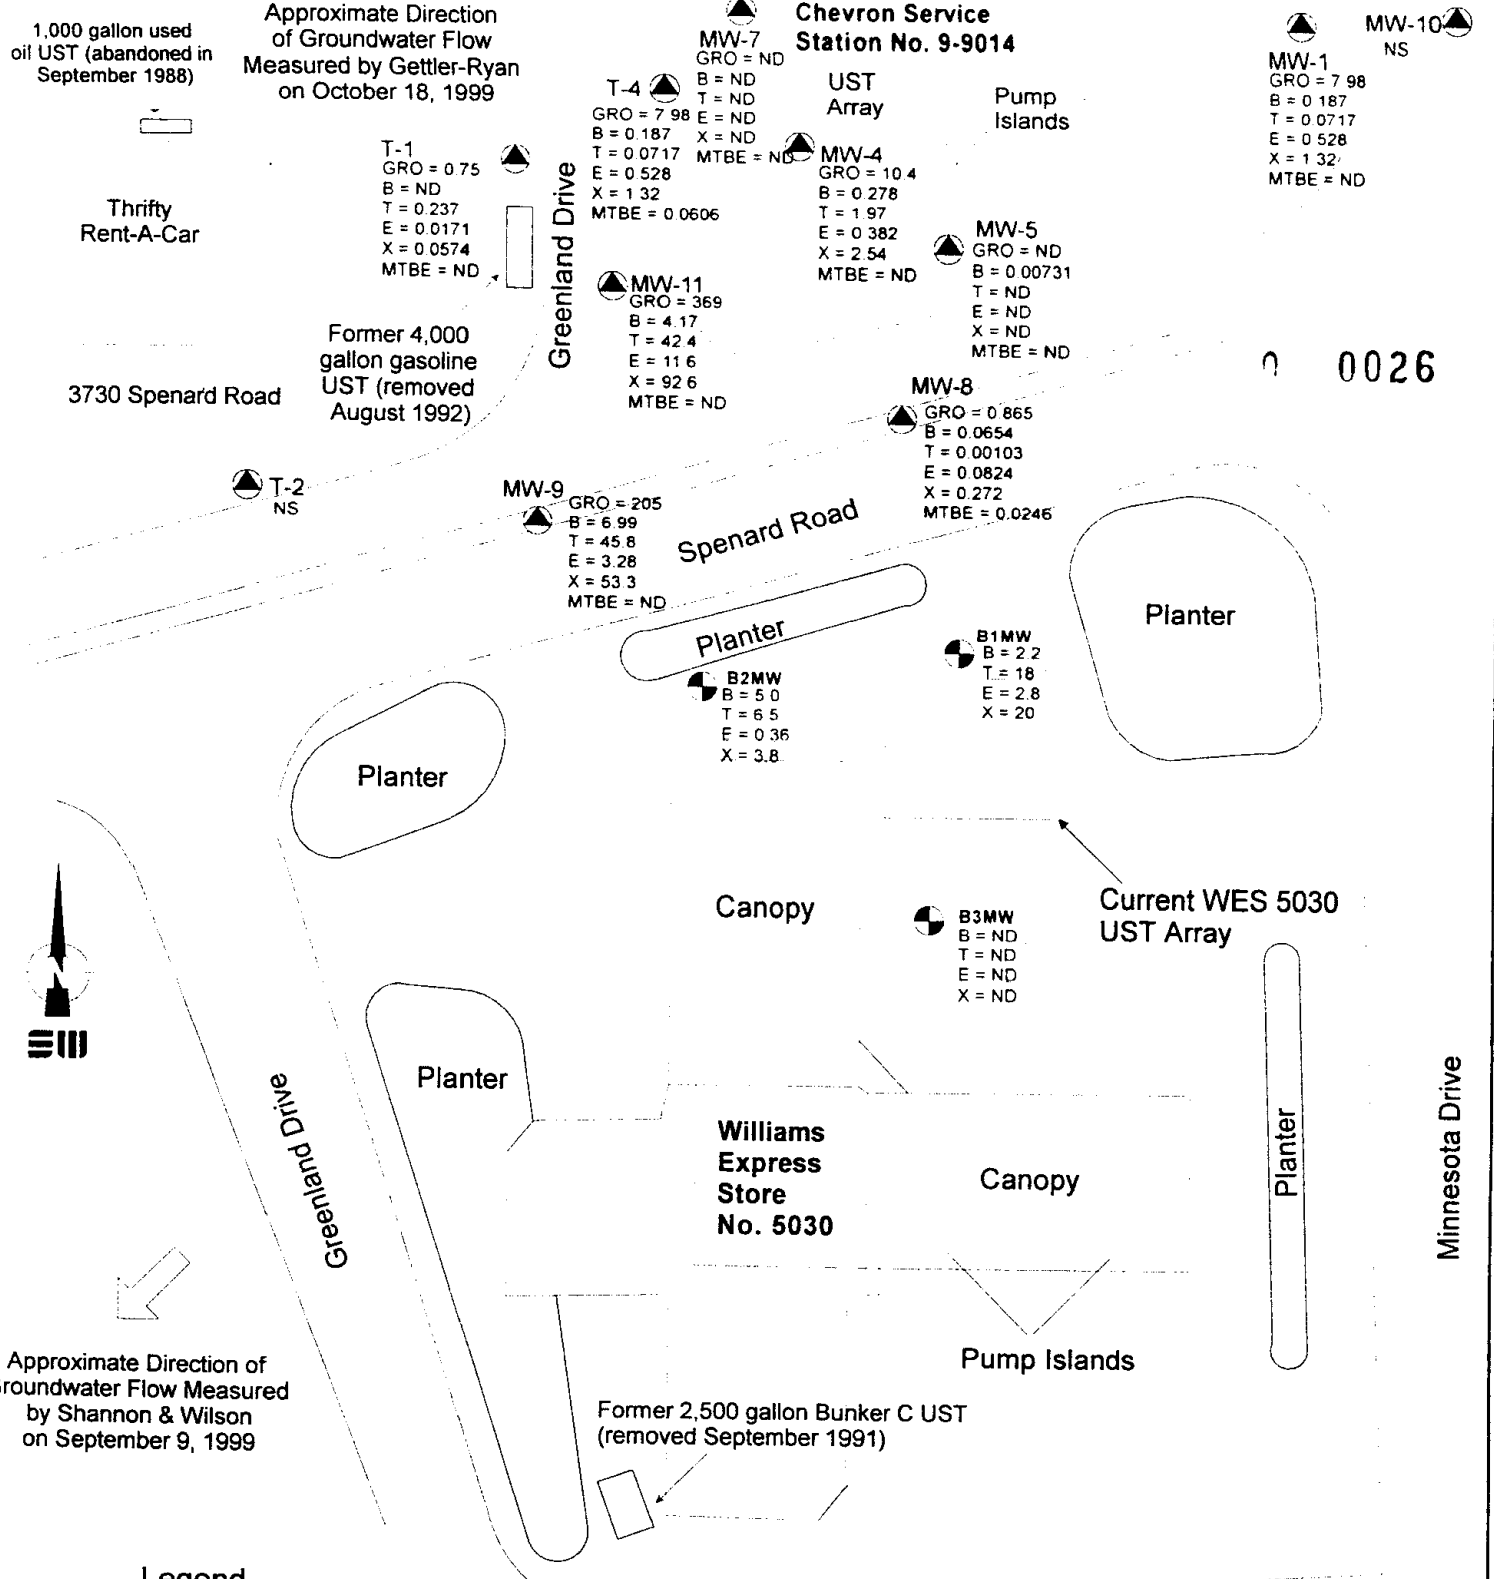 1,000 gallon used
oil UST (abandoned in
September 1988)
Approximate Direction
of Groundwater Flow
Measured by Gettler-Ryan
on October 18, 1999
Chevron Service
Station No. 9-9014
UST
Array
Pump
Islands
MW-7
GRO = ND
B = ND
T = ND
E = ND
X = ND
MTBE = ND
MW-1
GRO = 7 98
B = 0 187
T = 0.0717
E = 0 528
X = 1 32
MTBE = ND
MW-10
NS
T-4
GRO = 7 98
B = 0.187
T = 0.0717
E = 0.528
X = 1 32
MTBE = 0.0606
T-1
GRO = 0.75
B = ND
T = 0.237
E = 0.0171
X = 0.0574
MTBE = ND
MW-4
GRO = 10.4
B = 0.278
T = 1.97
E = 0 382
X = 2.54
MTBE = ND
Thrifty
Rent-A-Car
Greenland Drive
MW-5
GRO = ND
B = 0.00731
T = ND
E = ND
X = ND
MTBE = ND
MW-11
GRO = 369
B = 4.17
T = 42 4
E = 11 6
X = 92 6
MTBE = ND
Former 4,000
gallon gasoline
UST (removed
August 1992)
3730 Spenard Road
0026
MW-8
GRO = 0.865
B = 0.0654
T = 0.00103
E = 0.0824
X = 0.272
MTBE = 0.0246
T-2
NS
MW-9
GRO = 205
B = 6.99
T = 45.8
E = 3.28
X = 53.3
MTBE = ND
Spenard Road
Planter
Planter
B1MW
B = 2.2
T = 18
E = 2.8
X = 20
B2MW
B = 5 0
T = 6 5
E = 0 36
X = 3.8
Planter
Canopy
Current WES 5030
UST Array
B3MW
B = ND
T = ND
E = ND
X = ND
Planter
Greenland Drive
Williams
Express
Store
No. 5030
Canopy
Planter
Minnesota Drive
Pump Islands
Approximate Direction of
Groundwater Flow Measured
by Shannon & Wilson
on September 9, 1999
Former 2,500 gallon Bunker C UST
(removed September 1991)
Legend